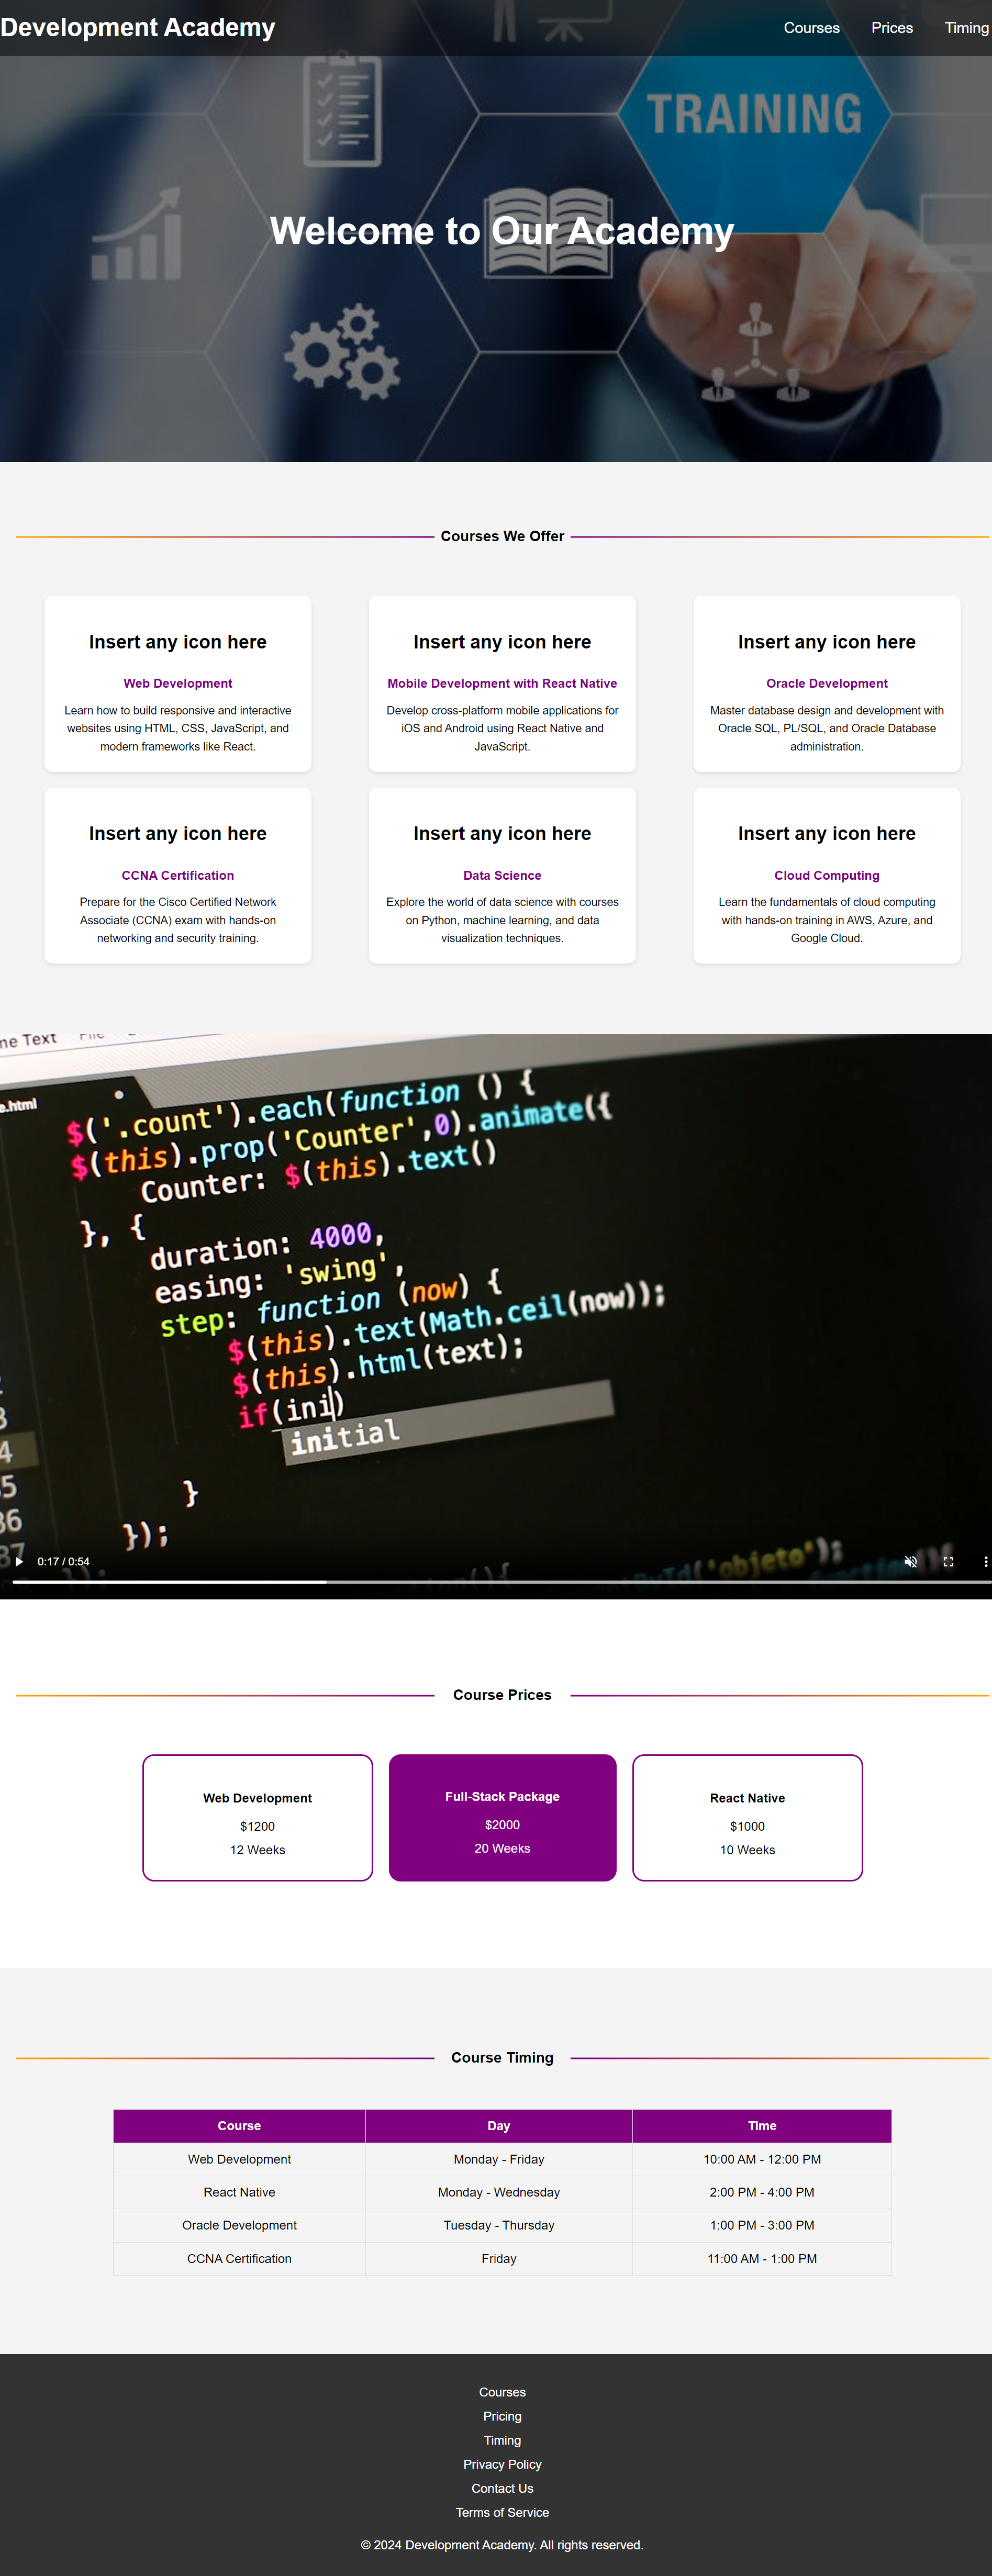 Development Academy
Courses
Prices
Timing
TRAINING
Welcome to Our Academy
Courses We Offer
Insert any icon here
Web Development
Learn how to build responsive and interactive
websites using HTML, CSS, JavaScript, and
modern frameworks like React.
Insert any icon here
Mobile Development with React Native
Develop cross-platform mobile applications for
iOS and Android using React Native and
JavaScript.
Insert any icon here
Oracle Development
Master database design and development with
Oracle SQL, PL/SQL, and Oracle Database
administration.
Insert any icon here
CCNA Certification
Prepare for the Cisco Certified Network
Associate (CCNA) exam with hands-on
networking and security training.
Insert any icon here
Data Science
Explore the world of data science with courses
on Python, machine learning, and data
visualization techniques.
Insert any icon here
Cloud Computing
Learn the fundamentals of cloud computing
with hands-on training in AWS, Azure, and
Google Cloud.
Text
e.html
$('.count').each(function () {
$(this).prop('Counter',0).animate({
Counter: $(this).text()
}, {
duration: 4000,
easing: 'swing',
step: function (now) {
$(this).text(Math.ceil(now));
$(this).html(text);
if(ini)
initial
}
});
0:17 / 0:54
Course Prices
Web Development
$1200
12 Weeks
Full-Stack Package
$2000
20 Weeks
React Native
$1000
10 Weeks
Course Timing
Course Day Time
Web Development Monday - Friday 10:00 AM - 12:00 PM
React Native Monday - Wednesday 2:00 PM - 4:00 PM
Oracle Development Tuesday - Thursday 1:00 PM - 3:00 PM
CCNA Certification Friday 11:00 AM - 1:00 PM
Courses
Pricing
Timing
Privacy Policy
Contact Us
Terms of Service
© 2024 Development Academy. All rights reserved.